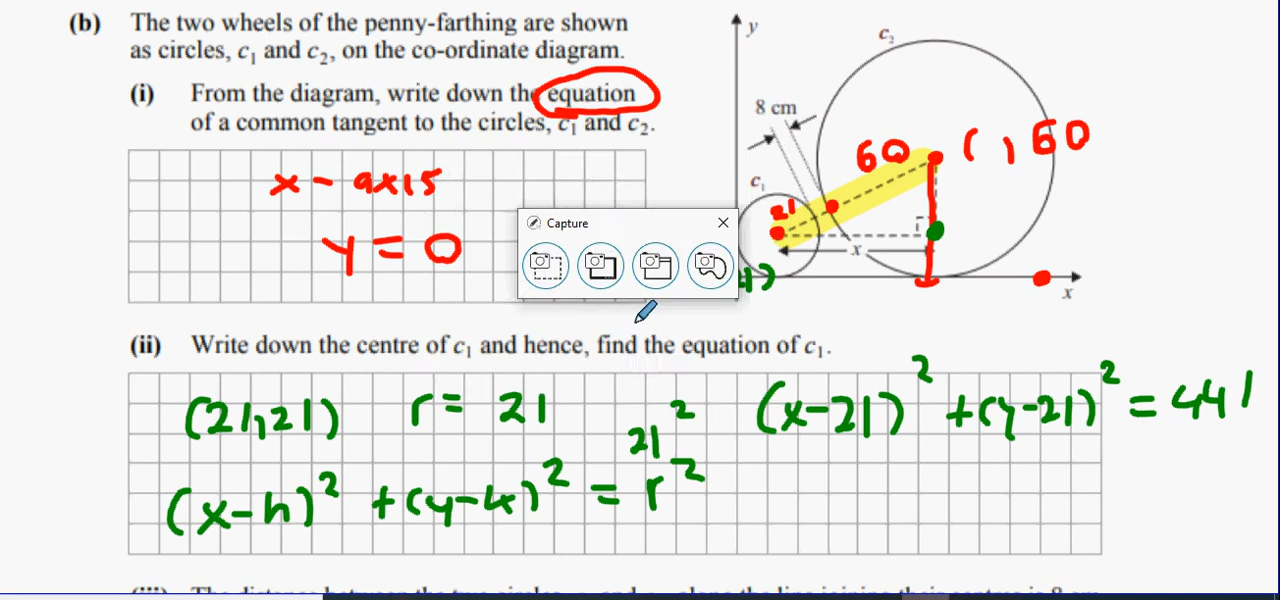 (b) The two wheels of the penny-farthing are shown
as circles, c₁ and c₂, on the co-ordinate diagram.
(i) From the diagram, write down the equation
of a common tangent to the circles, c₁ and c₂.
x - axis
y = 0
y
c₂
8 cm
60 ( , 60
c₁
21
x
1)
x
Capture
(ii) Write down the centre of c₁ and hence, find the equation of c₁.
(21,21) r = 21 (x-21)² + (y-21)² = 441
21²
(x-h)² + (y-k)² = r²